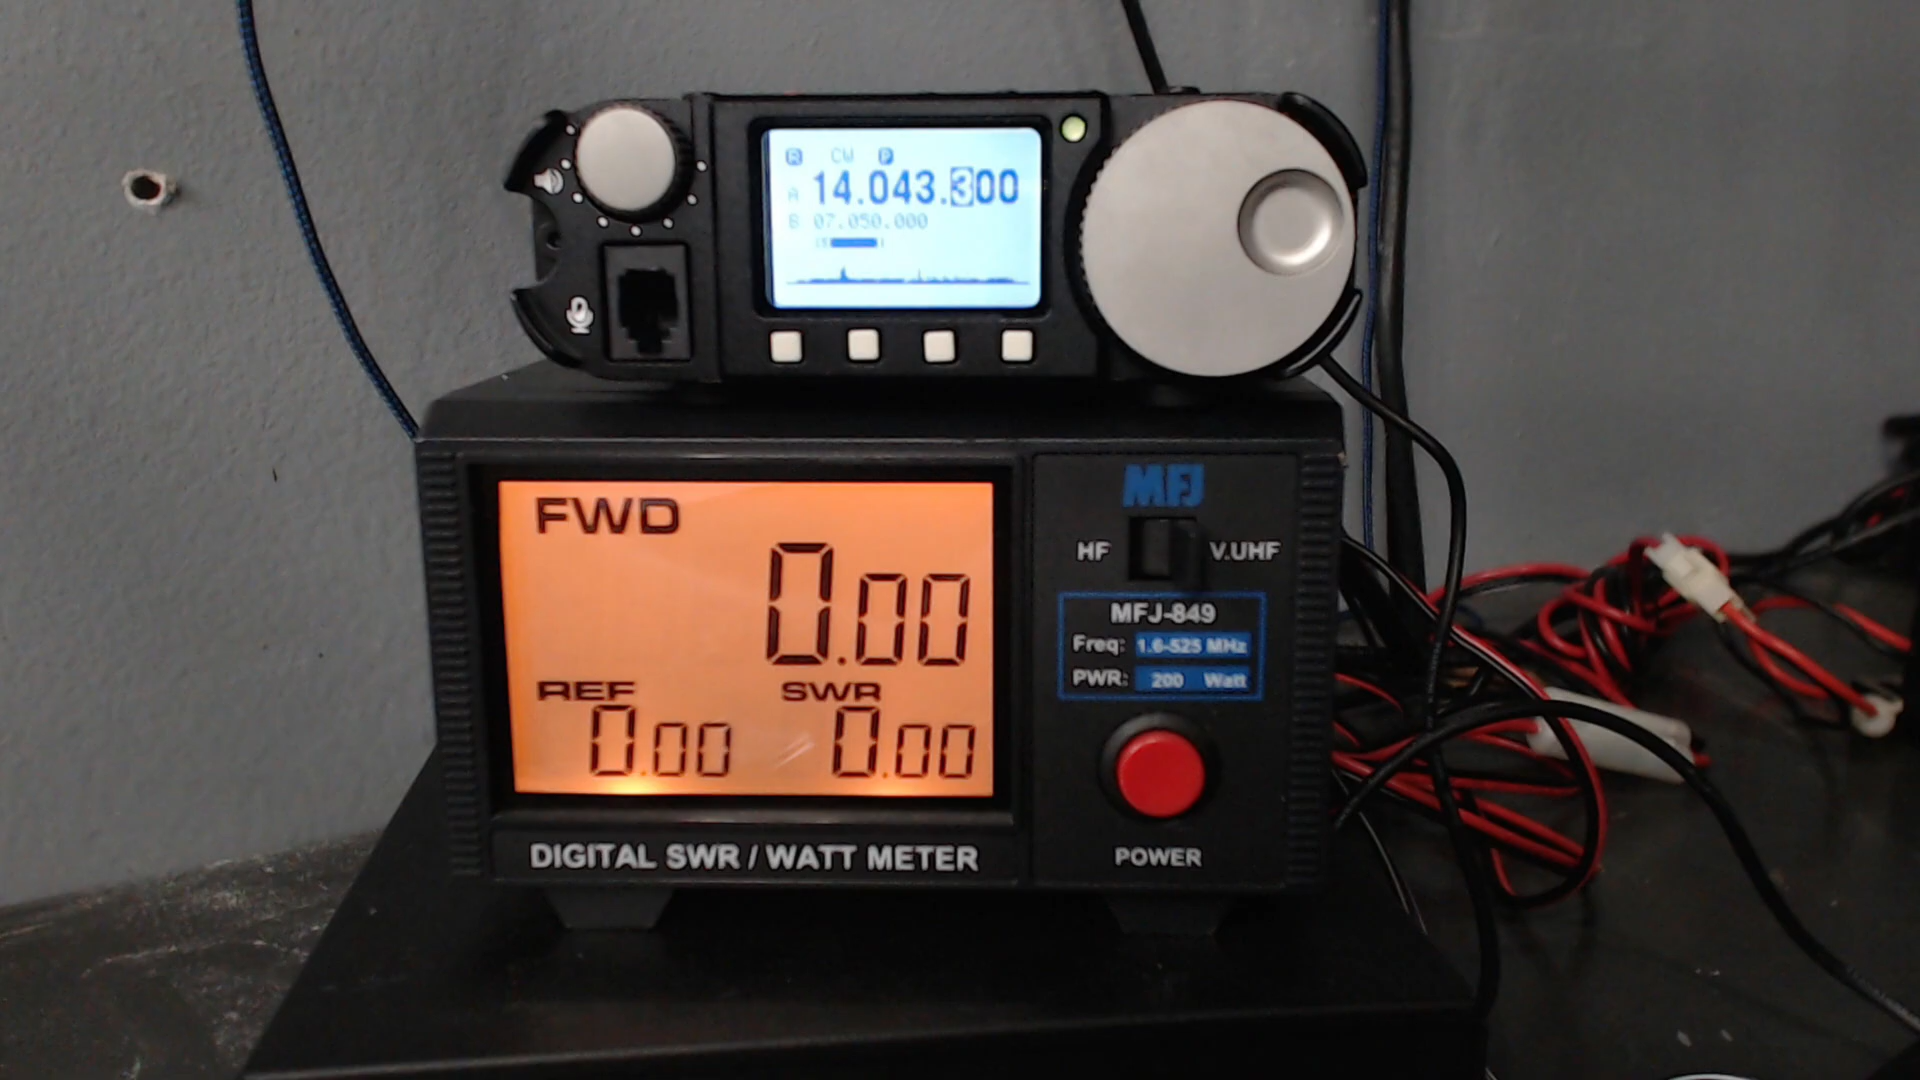 R CW P
A 14.043.300
B 07.050.000
FWD
0.00
REF SWR
0.00 0.00
DIGITAL SWR / WATT METER
MFJ
HF V.UHF
MFJ-849
Freq: 1.6-525 MHz
PWR: 200 Watt
POWER